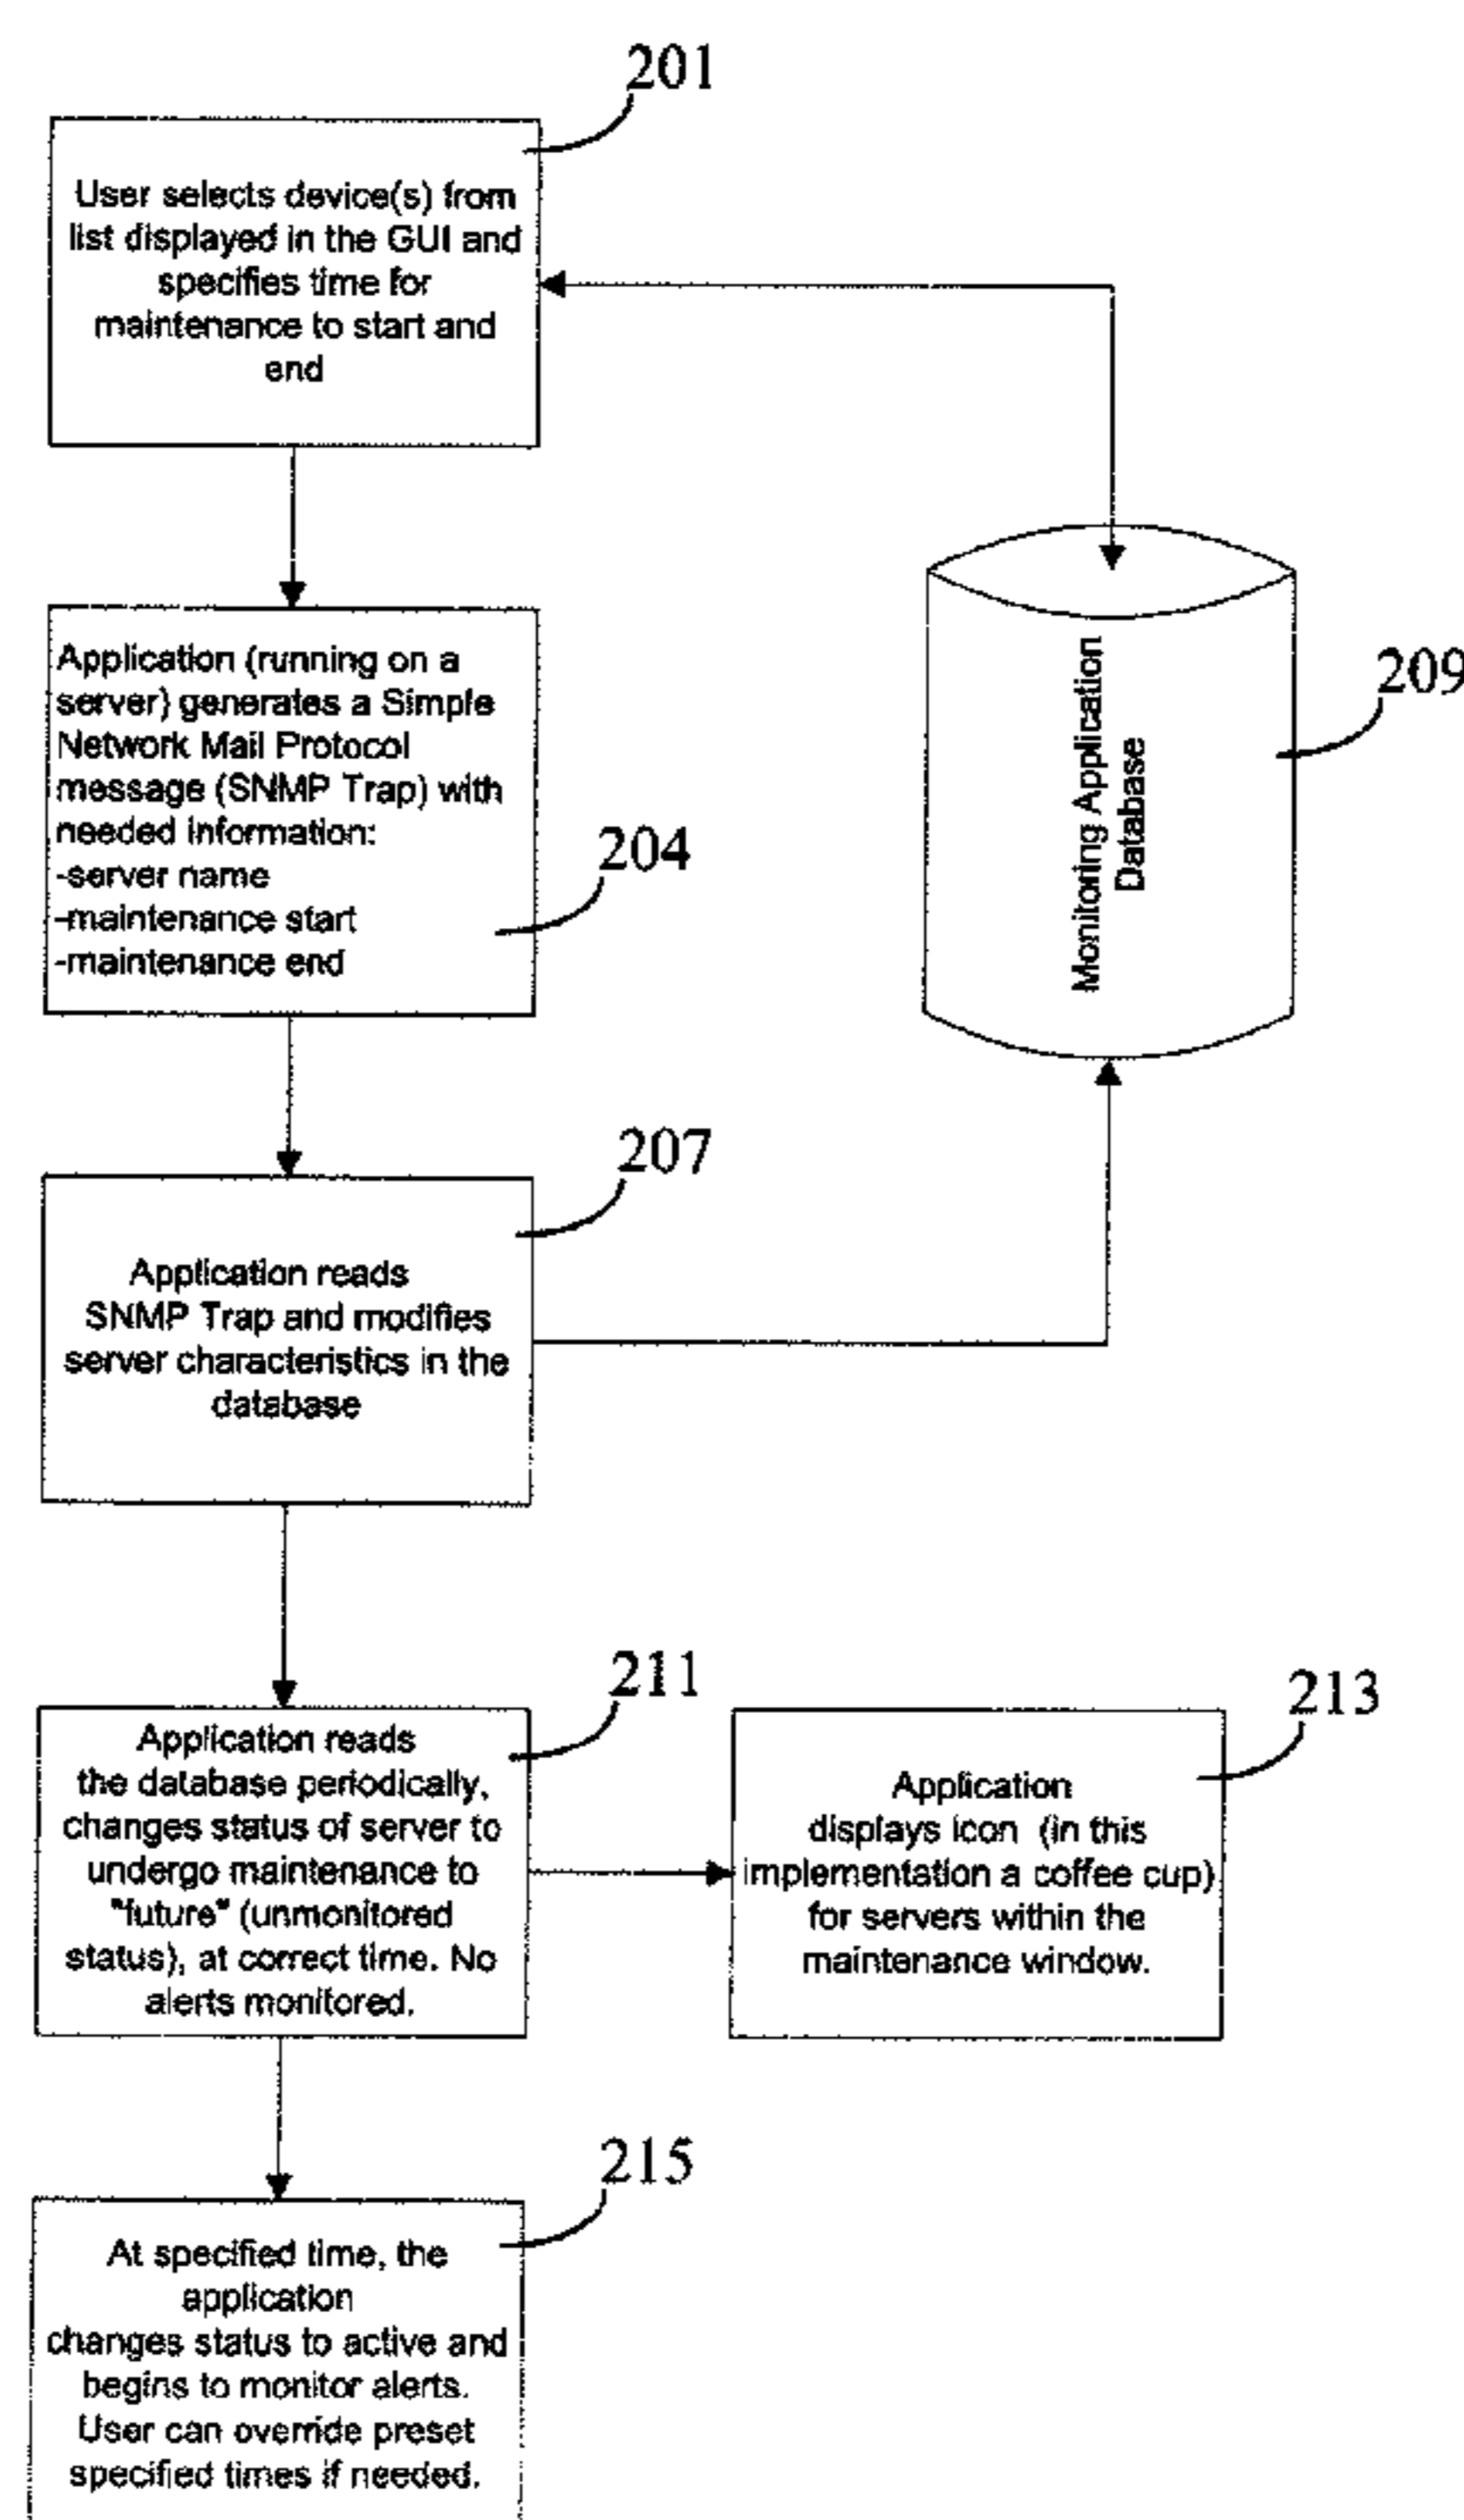 201
User selects device(s) from
list displayed in the GUI and
specifies time for
maintenance to start and
end
Application (running on a
server) generates a Simple
Network Mail Protocol
message (SNMP Trap) with
needed information:
-server name
-maintenance start
-maintenance end
204
Monitoring Application
Database
209
207
Application reads
SNMP Trap and modifies
server characteristics in the
database
211
Application reads
the database periodically,
changes status of server to
undergo maintenance to
"future" (unmonitored
status), at correct time. No
alerts monitored.
213
Application
displays icon (in this
implementation a coffee cup)
for servers within the
maintenance window.
215
At specified time, the
application
changes status to active and
begins to monitor alerts.
User can override preset
specified times if needed.